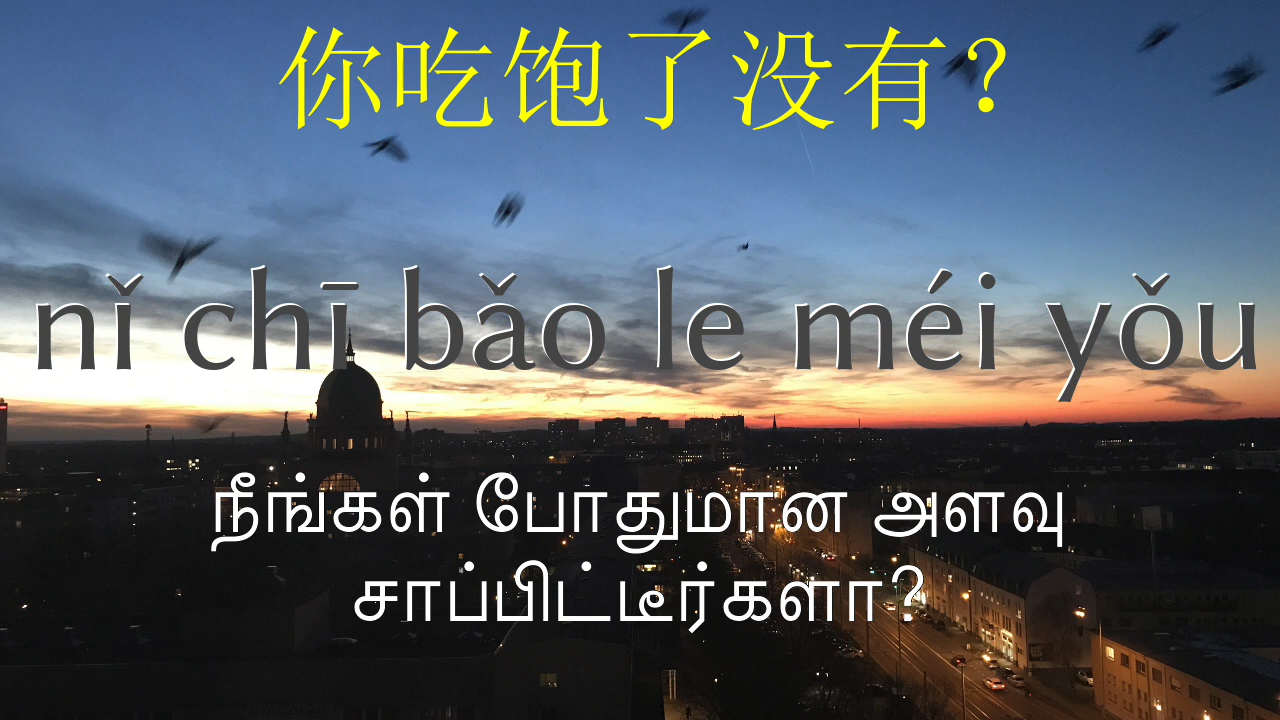 你吃饱了没有？
nǐ chī bǎo le méi yǒu
நீங்கள் போதுமான அளவு
சாப்பிட்டீர்களா?